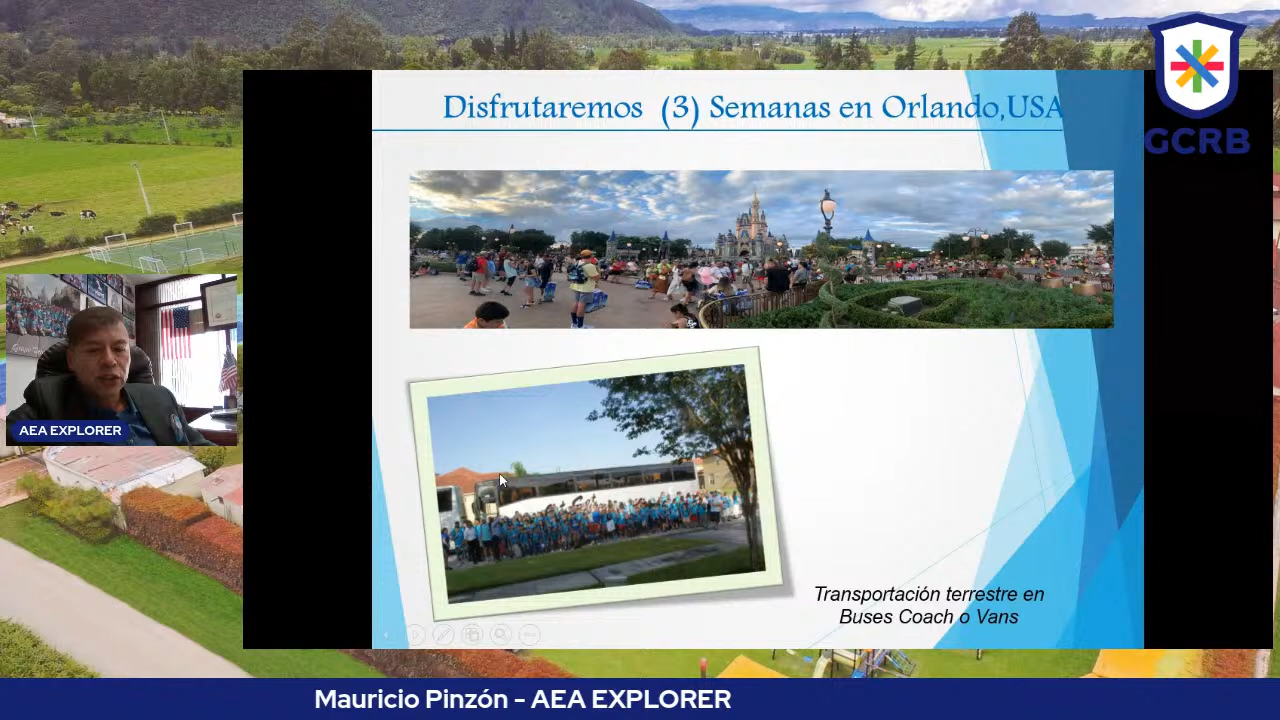 Disfrutaremos (3) Semanas en Orlando,USA
GCRB
AEA EXPLORER
Transportación terrestre en
Buses Coach o Vans
Mauricio Pinzón - AEA EXPLORER